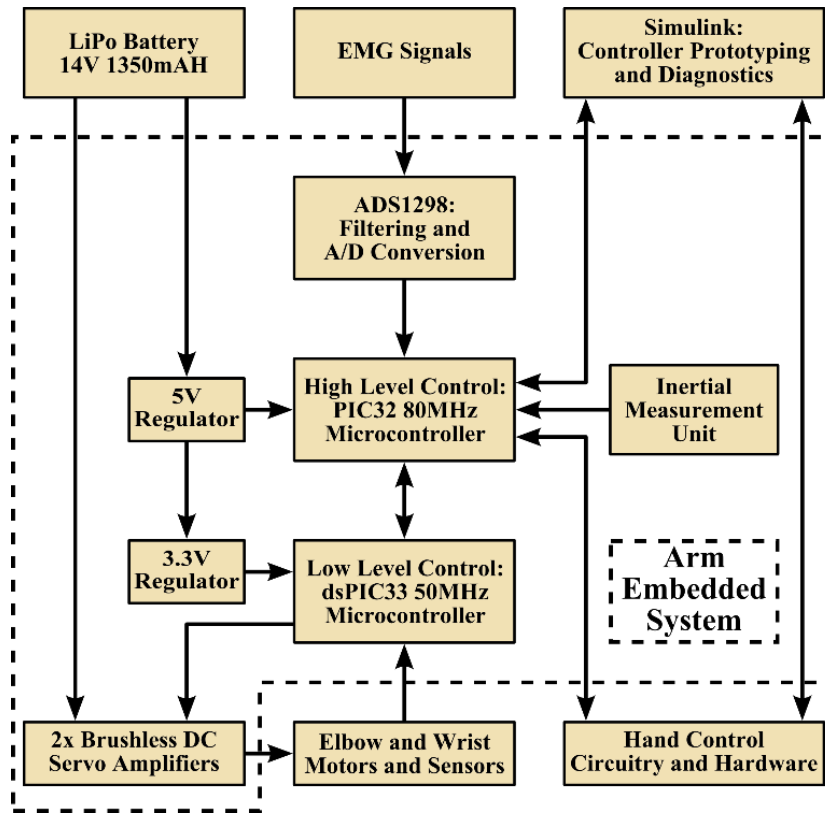 LiPo Battery
14V 1350mAH
EMG Signals
Simulink:
Controller Prototyping
and Diagnostics
ADS1298:
Filtering and
A/D Conversion
5V
Regulator
High Level Control:
PIC32 80MHz
Microcontroller
Inertial
Measurement
Unit
3.3V
Regulator
Low Level Control:
dsPIC33 50MHz
Microcontroller
Arm
Embedded
System
2x Brushless DC
Servo Amplifiers
Elbow and Wrist
Motors and Sensors
Hand Control
Circuitry and Hardware